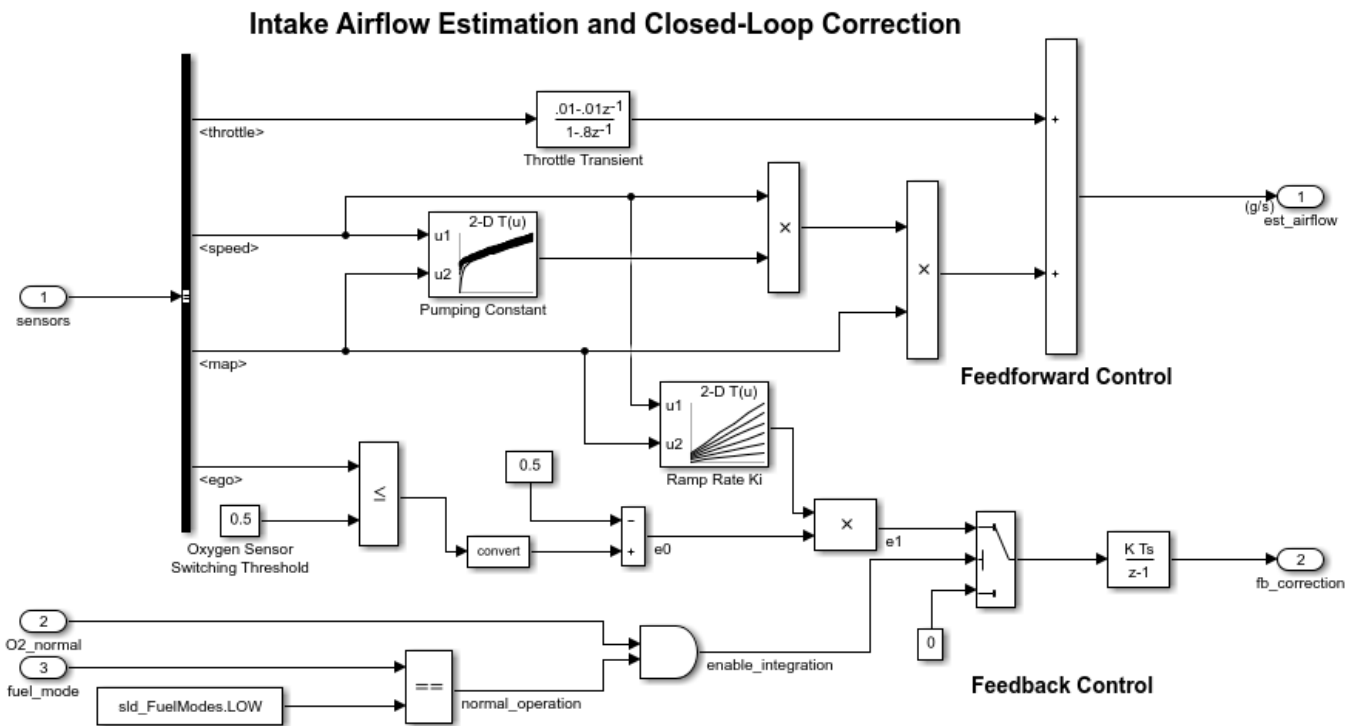 Intake Airflow Estimation and Closed-Loop Correction
.01-.01z-1
1-.8z-1
<throttle>
Throttle Transient
+
2-D T(u)
u1
u2
Pumping Constant
<speed>
×
×
+
(g/s)
1
est_airflow
1
sensors
<map>
Feedforward Control
2-D T(u)
u1
u2
Ramp Rate Ki
<ego>
0.5
Oxygen Sensor
Switching Threshold
≤
convert
0.5
−
+
e0
×
e1
0
K Ts
z-1
2
fb_correction
2
O2_normal
3
fuel_mode
sld_FuelModes.LOW
==
normal_operation
enable_integration
Feedback Control